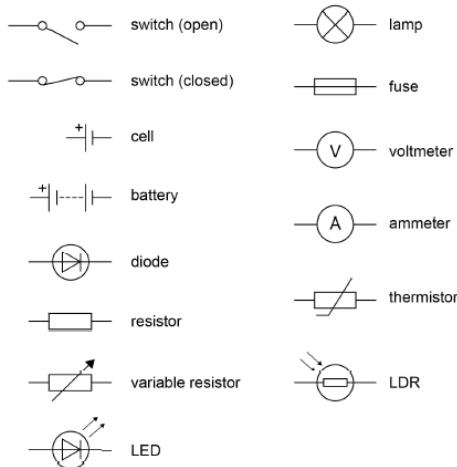 switch (open)
switch (closed)
+
cell
+
battery
diode
resistor
variable resistor
LED
lamp
fuse
V
voltmeter
A
ammeter
thermistor
LDR